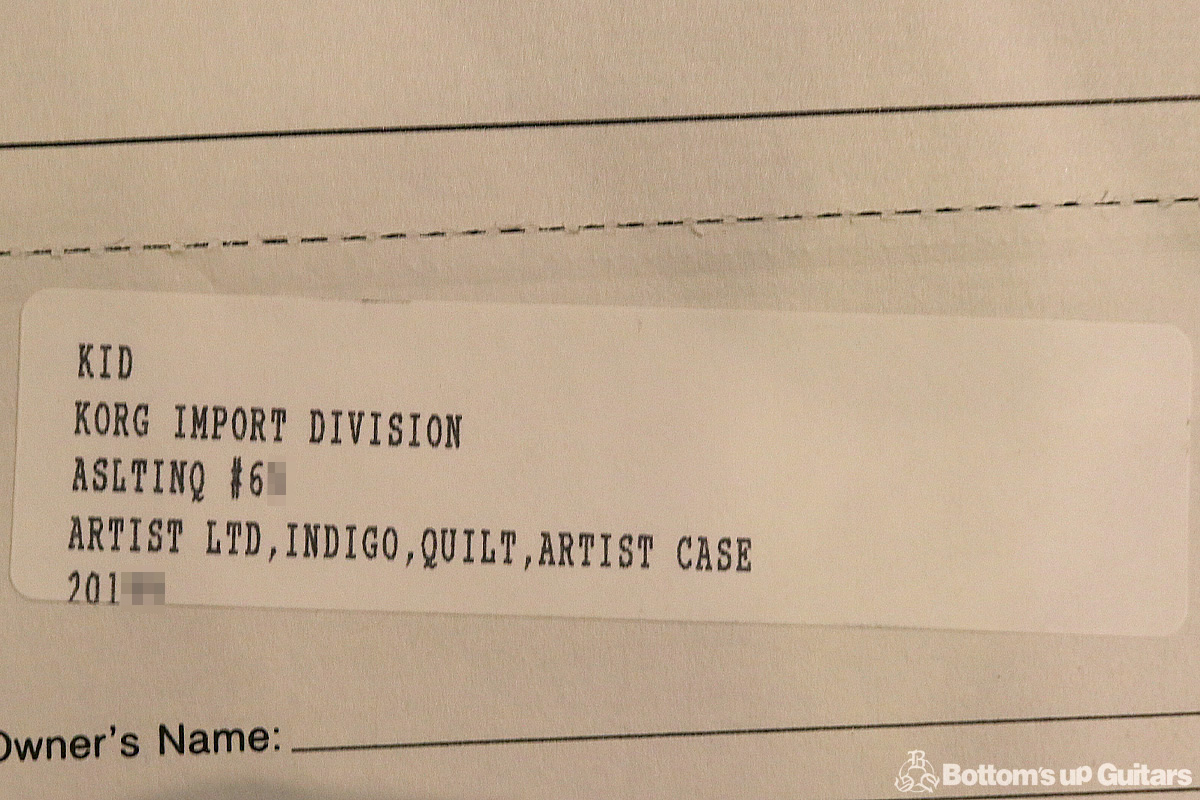 KID
KORG IMPORT DIVISION
ASLTINQ #6
ARTIST LTD,INDIGO,QUILT,ARTIST CASE
201
Owner's Name:
Bottom's up Guitars